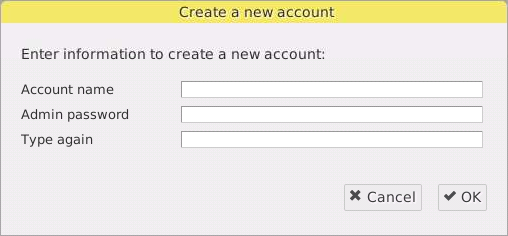 Create a new account
Enter information to create a new account:
Account name
Admin password
Type again
Cancel
OK